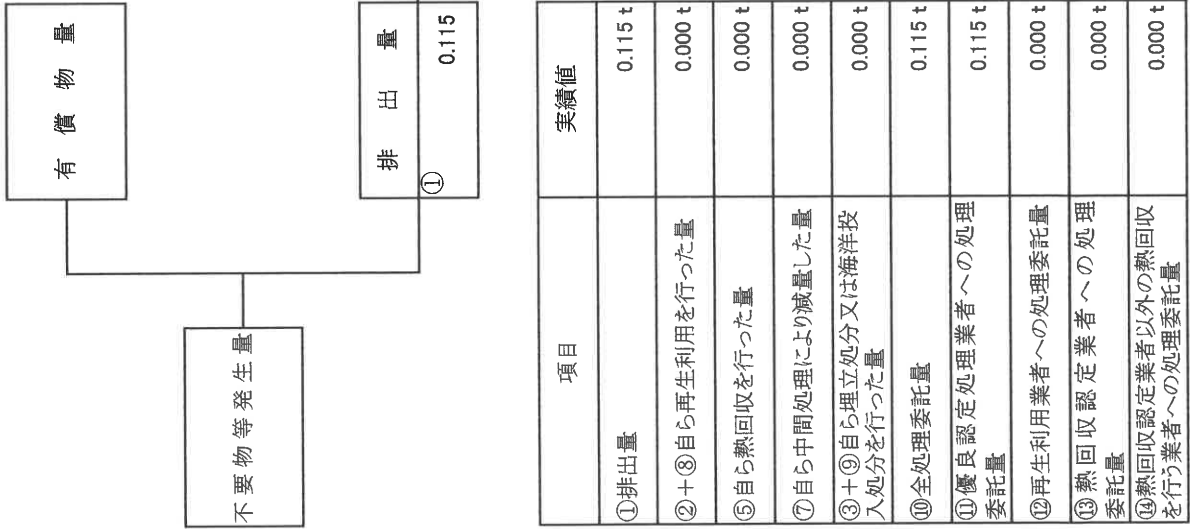 有償物量
不要物等発生量
排出量
①
0.115
項目 実績値
①排出量 0.115 t
②+⑧自ら再生利用を行った量 0.000 t
⑤自ら熱回収を行った量 0.000 t
⑦自ら中間処理により減量した量 0.000 t
③+⑨自ら埋立処分又は海洋投 0.000 t
入処分を行った量
⑩全処理委託量 0.115 t
⑪優良認定処理業者への処理 0.115 t
委託量
⑫再生利用業者への処理委託量 0.000 t
⑬熱回収認定業者への処理 0.000 t
委託量
⑭熱回収認定業者以外の熱回収 0.000 t
を行う業者への処理委託量